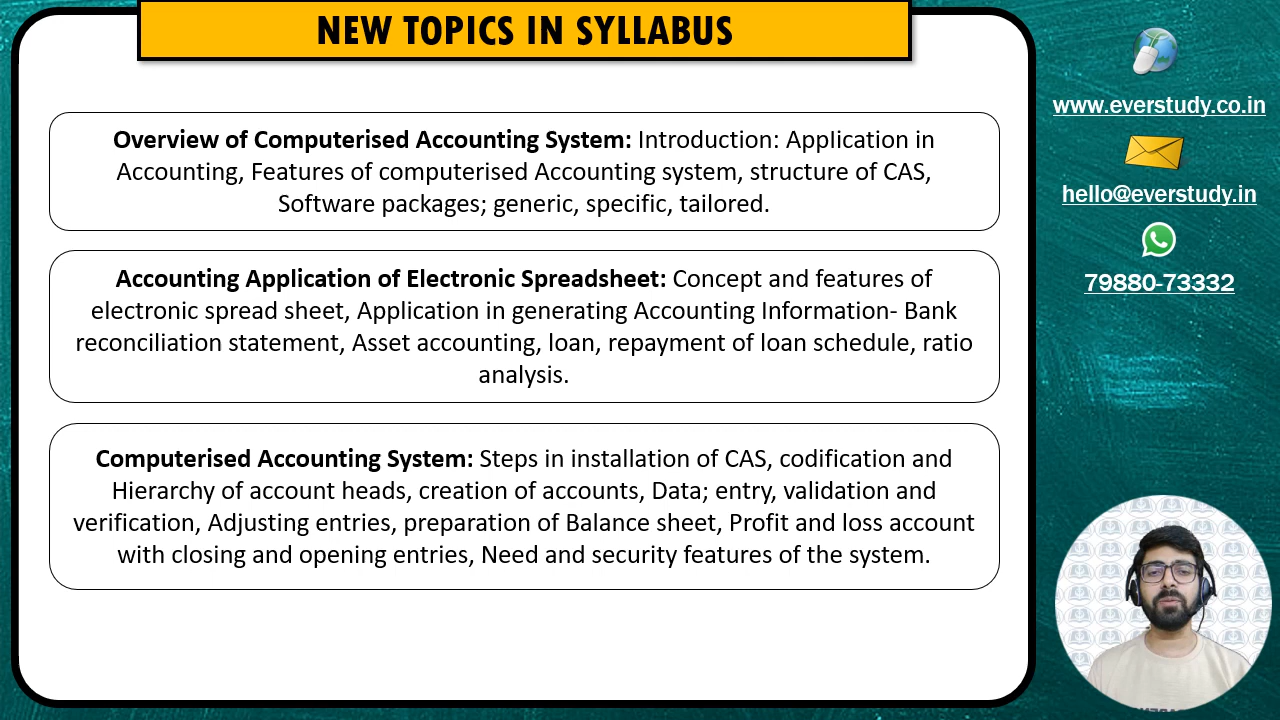 NEW TOPICS IN SYLLABUS
Overview of Computerised Accounting System: Introduction: Application in
Accounting, Features of computerised Accounting system, structure of CAS,
Software packages; generic, specific, tailored.
Accounting Application of Electronic Spreadsheet: Concept and features of
electronic spread sheet, Application in generating Accounting Information- Bank
reconciliation statement, Asset accounting, loan, repayment of loan schedule, ratio
analysis.
Computerised Accounting System: Steps in installation of CAS, codification and
Hierarchy of account heads, creation of accounts, Data; entry, validation and
verification, Adjusting entries, preparation of Balance sheet, Profit and loss account
with closing and opening entries, Need and security features of the system.
www.everstudy.co.in
hello@everstudy.in
79880-73332